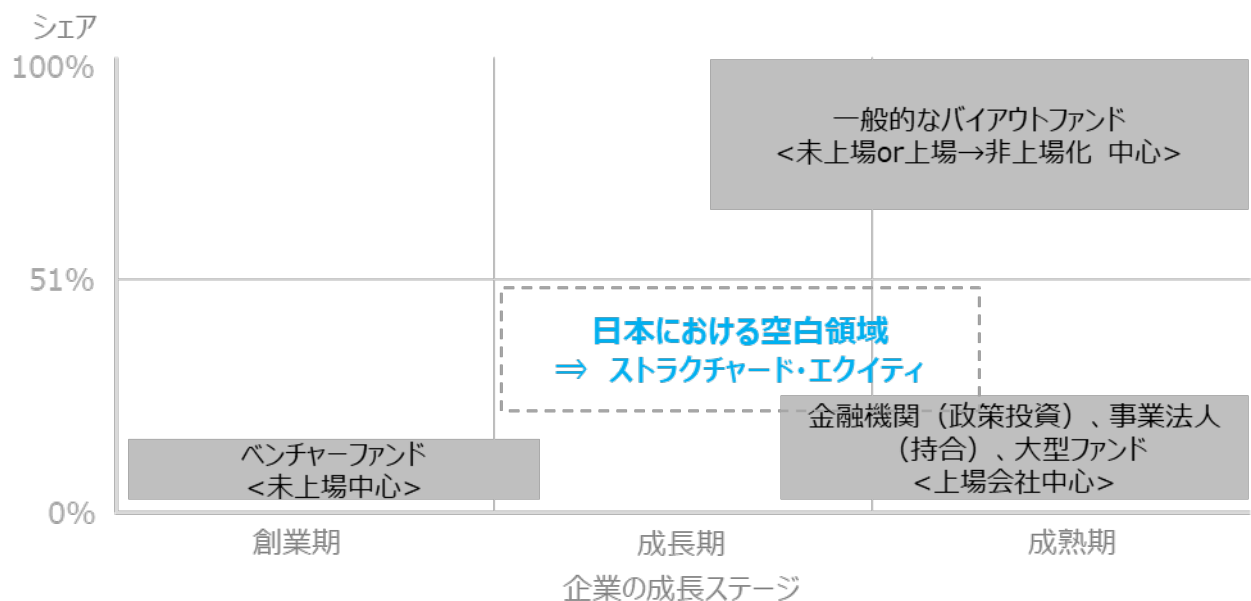 シェア
100%
一般的なバイアウトファンド
<未上場or上場→非上場化 中心>
51%
日本における空白領域
⇒ ストラクチャード・エクイティ
金融機関（政策投資）、事業法人
（持合）、大型ファンド
<上場会社中心>
ベンチャーファンド
<未上場中心>
0%
創業期
成長期
成熟期
企業の成長ステージ